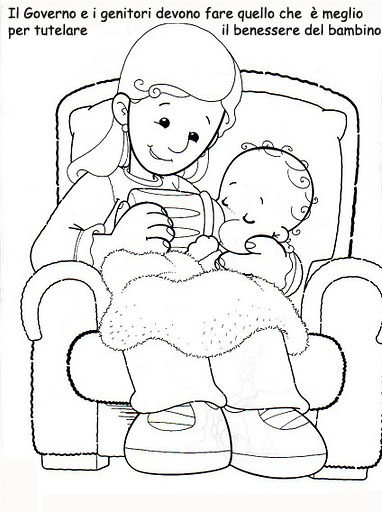 Il Governo e i genitori devono fare quello che è meglio
per tutelare il benessere del bambino